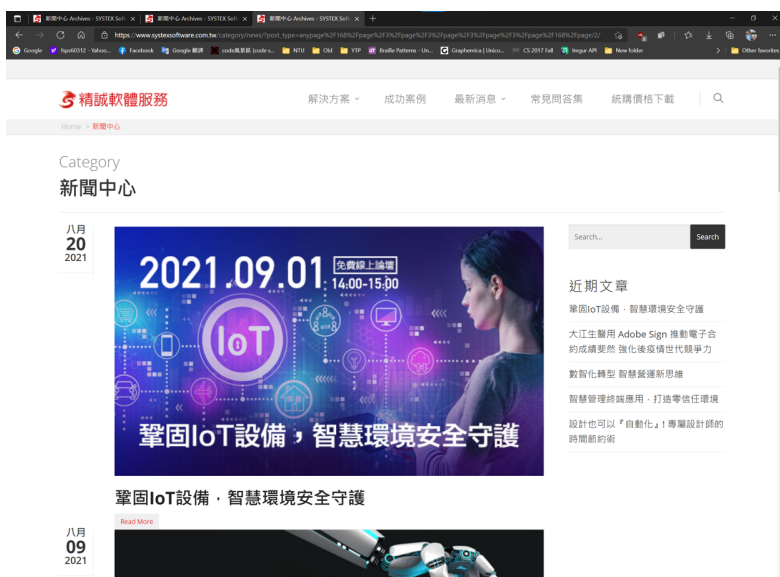 新聞中心 Archives - SYSTEX Soft
新聞中心 Archives - SYSTEX Soft
新聞中心 Archives - SYSTEX Soft
https://www.systexsoftware.com.tw/category/news/?post_type=anypage%2F168%2Fpage%2F3%2Fpage%2F3%2Fpage%2F3%2Fpage%2F3%2Fpage%2F168%2Fpage/2/
Google
fsps60312 - Yahoo...
Facebook
Google 翻譯
code風景區 (code s...
NTU
Old
YTP
Braille Patterns - Un...
Graphemica | Unico...
CS 2017 Fall
Imgur API
New folder
Other favorites
精誠軟體服務
解決方案
成功案例
最新消息
常見問答集
統購價格下載
Home > 新聞中心
Category
新聞中心
八月
20
2021
2021.09.01
免費線上論壇
14:00-15:00
IoT
鞏固IoT設備,智慧環境安全守護
鞏固IoT設備,智慧環境安全守護
Read More
八月
09
2021
Search...
Search
近期文章
鞏固IoT設備,智慧環境安全守護
大江生醫用 Adobe Sign 推動電子合
約成績斐然 強化後疫情世代競爭力
數智化轉型 智慧營運新思維
智慧管理終端應用,打造零信任環境
設計也可以『自動化』! 專屬設計師的
時間節約術